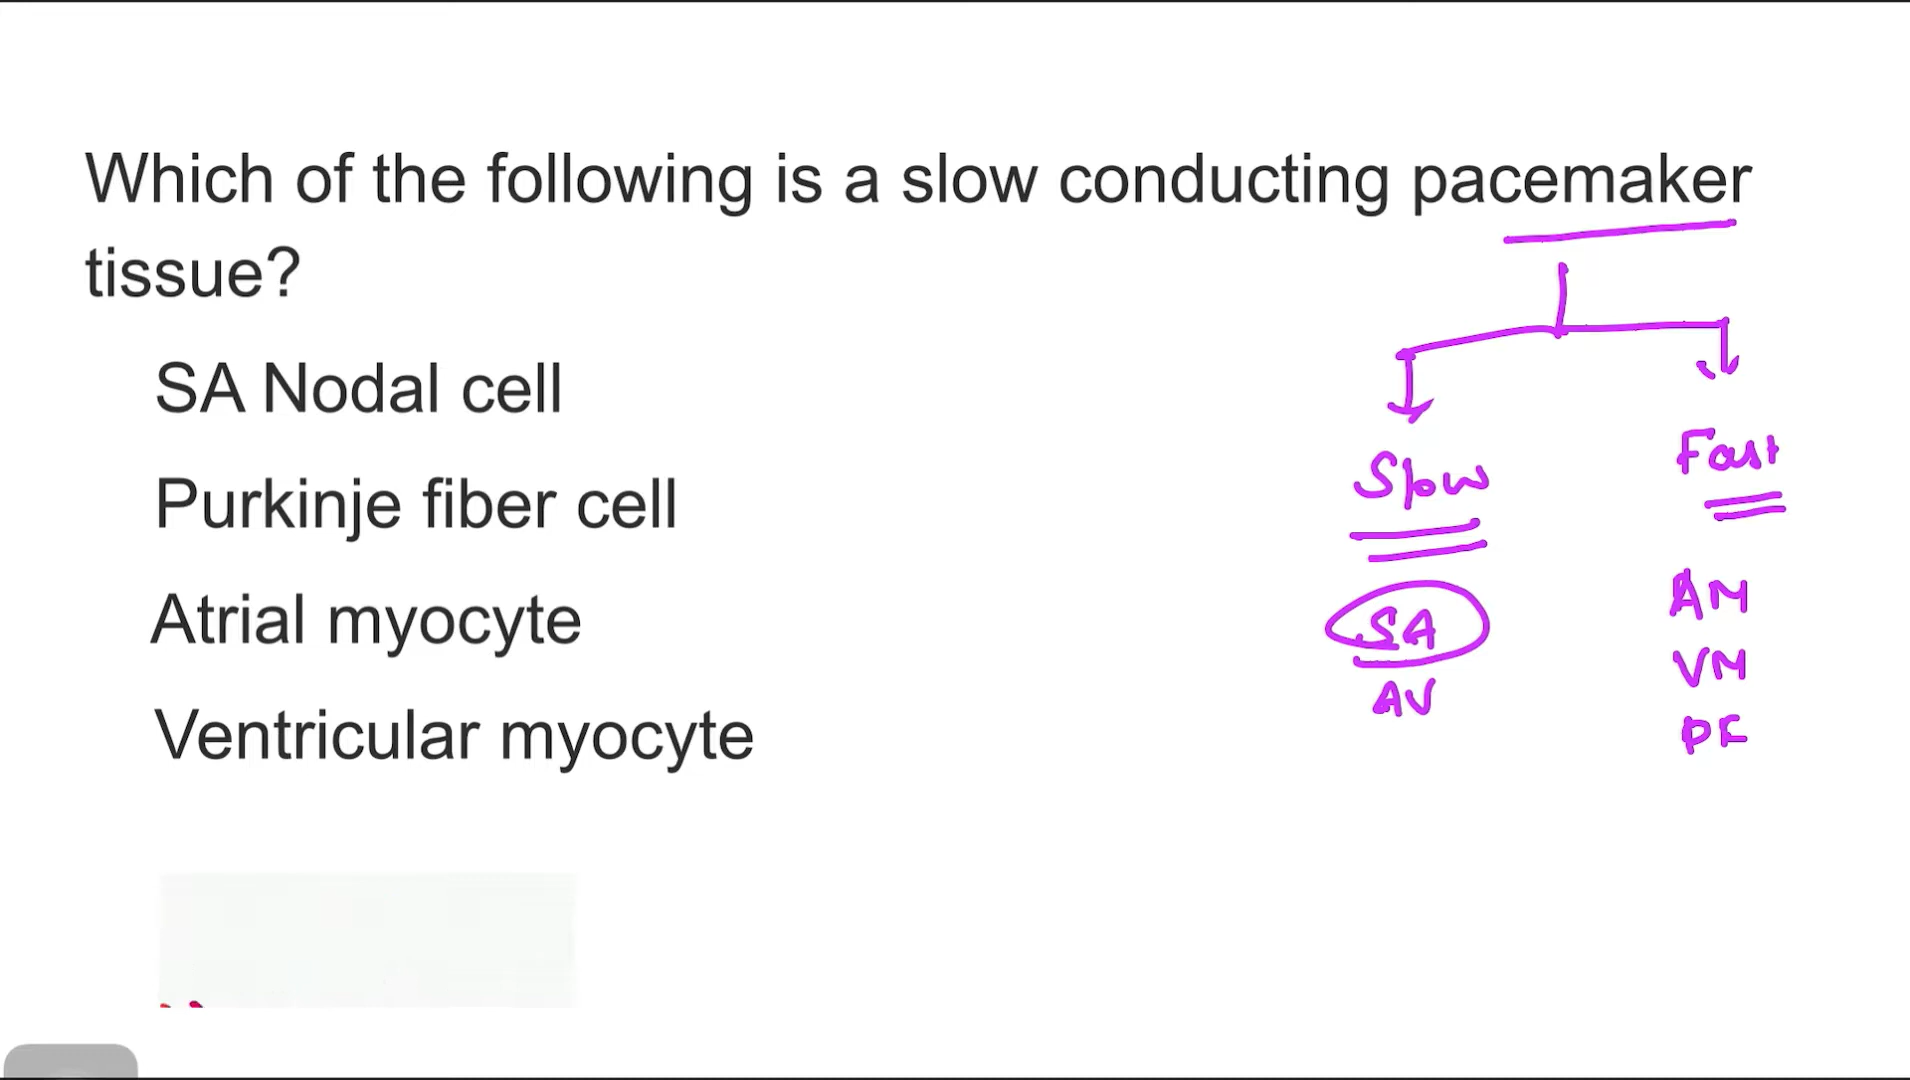 Which of the following is a slow conducting pacemaker
tissue?
SA Nodal cell
Purkinje fiber cell
Atrial myocyte
Ventricular myocyte
Slow
SA
AV
Fast
AM
VM
PF